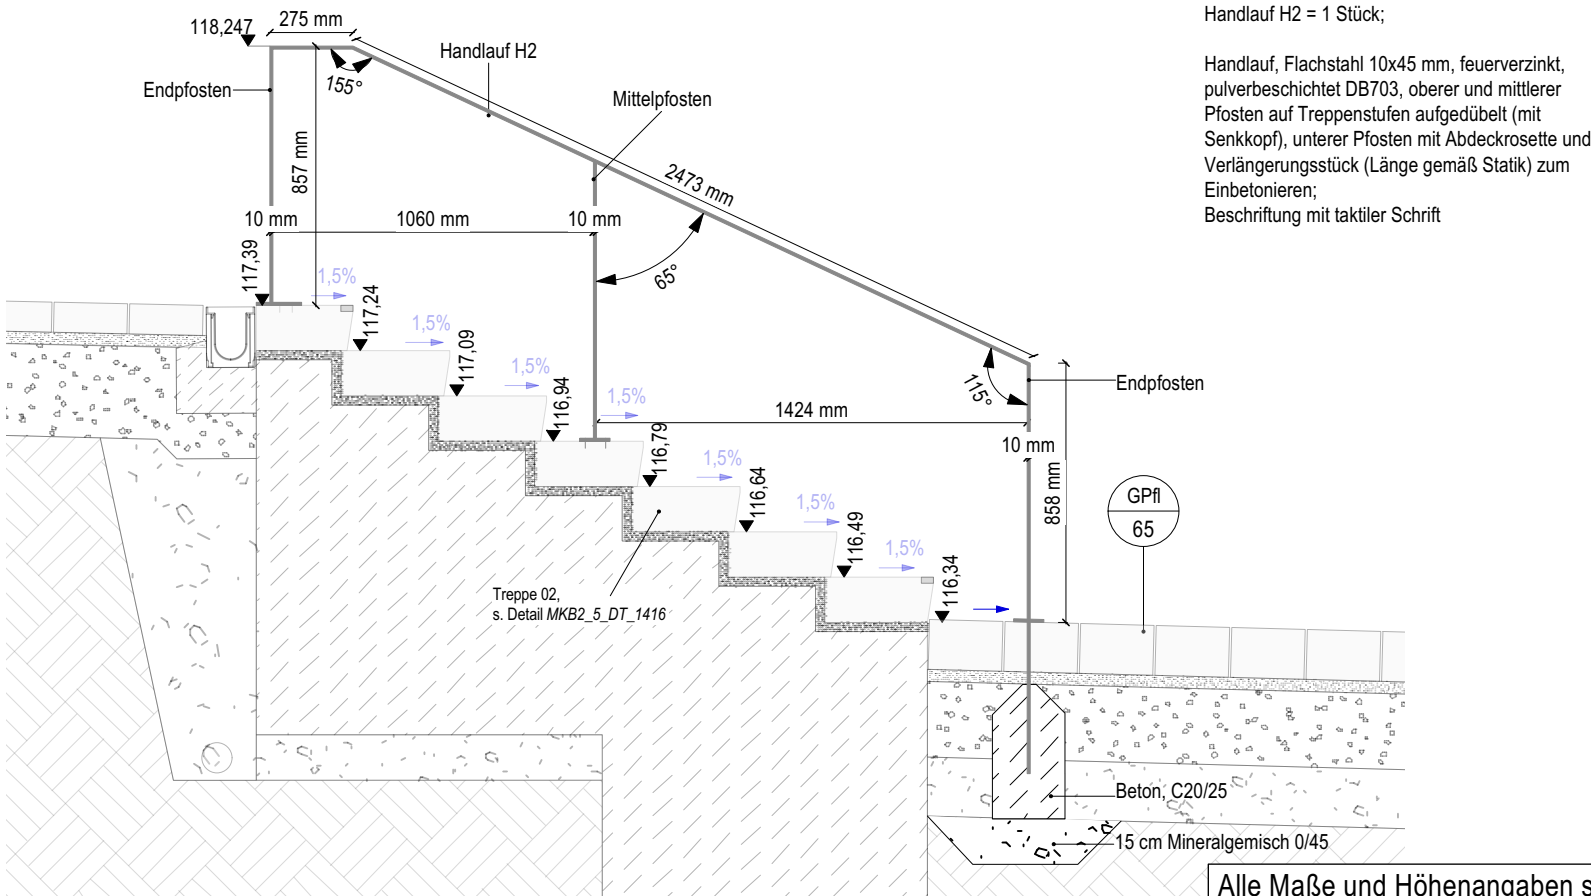 Handlauf H2 = 1 Stück;
Handlauf, Flachstahl 10x45 mm, feuerverzinkt,
pulverbeschichtet DB703, oberer und mittlerer
Pfosten auf Treppenstufen aufgedübelt (mit
Senkkopf), unterer Pfosten mit Abdeckrosette und
Verlängerungsstück (Länge gemäß Statik) zum
Einbetonieren;
Beschriftung mit taktiler Schrift
118,247
275 mm
Handlauf H2
Endpfosten
155°
Mittelpfosten
857 mm
2473 mm
10 mm
1060 mm
10 mm
65°
117,39
1,5%
117,24
1,5%
117,09
1,5%
116,94
1,5%
116,79
1,5%
116,64
1,5%
116,49
1,5%
116,34
115°
Endpfosten
1424 mm
10 mm
858 mm
GPfl
65
Treppe 02,
s. Detail MKB2_5_DT_1416
Beton, C20/25
15 cm Mineralgemisch 0/45
Alle Maße und Höhenangaben s